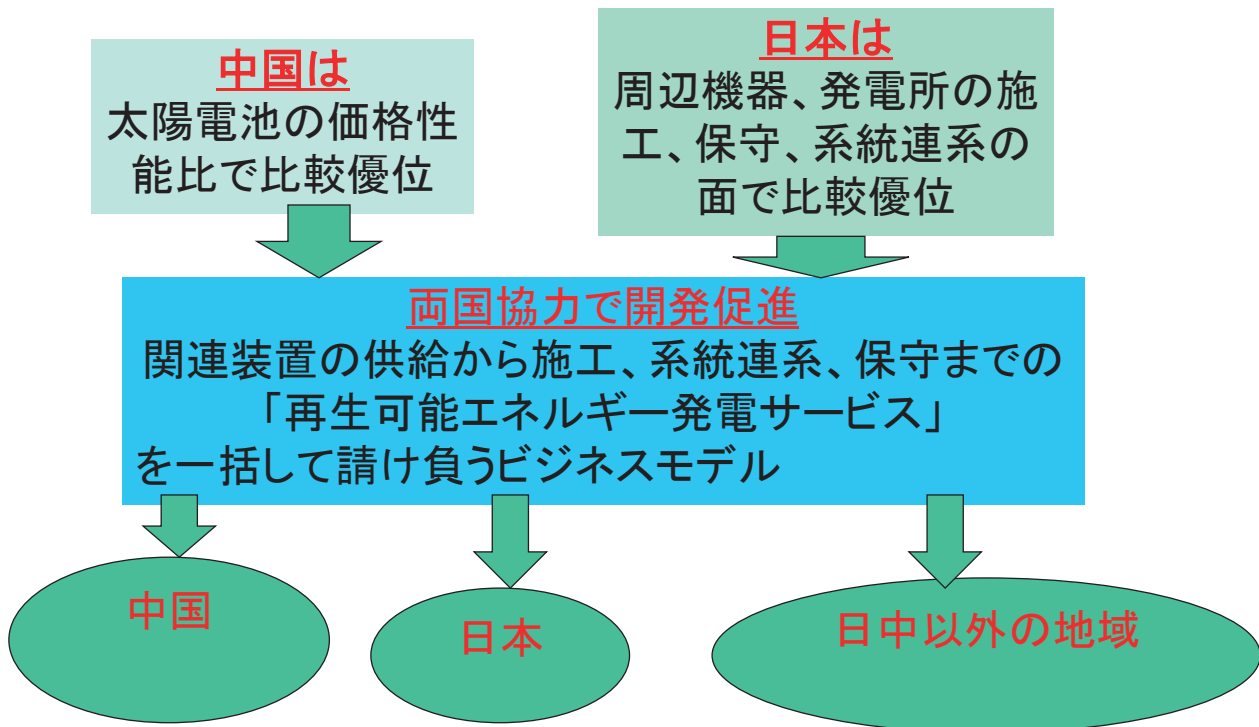 中国は
太陽電池の価格性
能比で比較優位
日本は
周辺機器、発電所の施
工、保守、系統連系の
面で比較優位
両国協力で開発促進
関連装置の供給から施工、系統連系、保守までの
「再生可能エネルギー発電サービス」
を一括して請け負うビジネスモデル
中国
日本
日中以外の地域